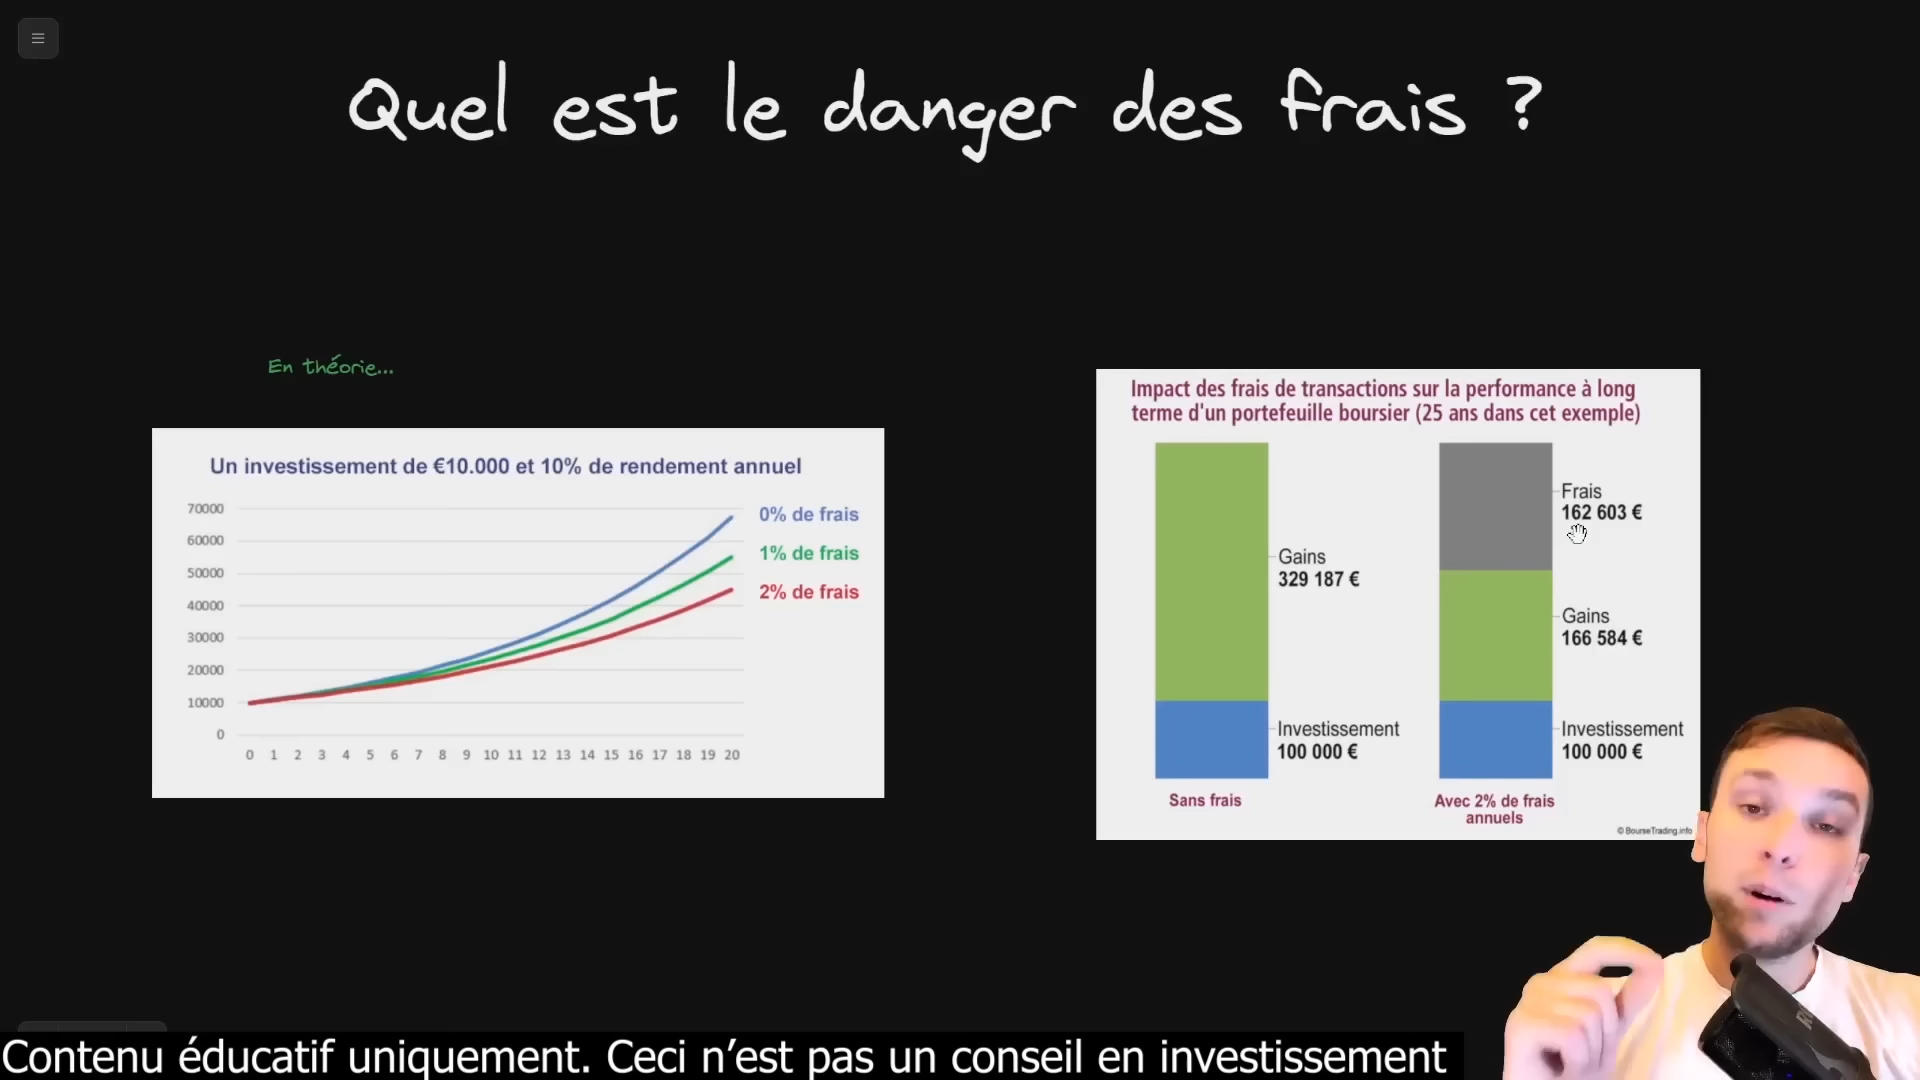 Quel est le danger des frais ?
En théorie...
Un investissement de €10.000 et 10% de rendement annuel
70000
60000
50000
40000
30000
20000
10000
0
0 1 2 3 4 5 6 7 8 9 10 11 12 13 14 15 16 17 18 19 20
0% de frais
1% de frais
2% de frais
Impact des frais de transactions sur la performance à long
terme d'un portefeuille boursier (25 ans dans cet exemple)
Gains
329 187 €
Investissement
100 000 €
Sans frais
Frais
162 603 €
Gains
166 584 €
Investissement
100 000 €
Avec 2% de frais
annuels
© BourseTrading.info
Contenu éducatif uniquement. Ceci n’est pas un conseil en investissement